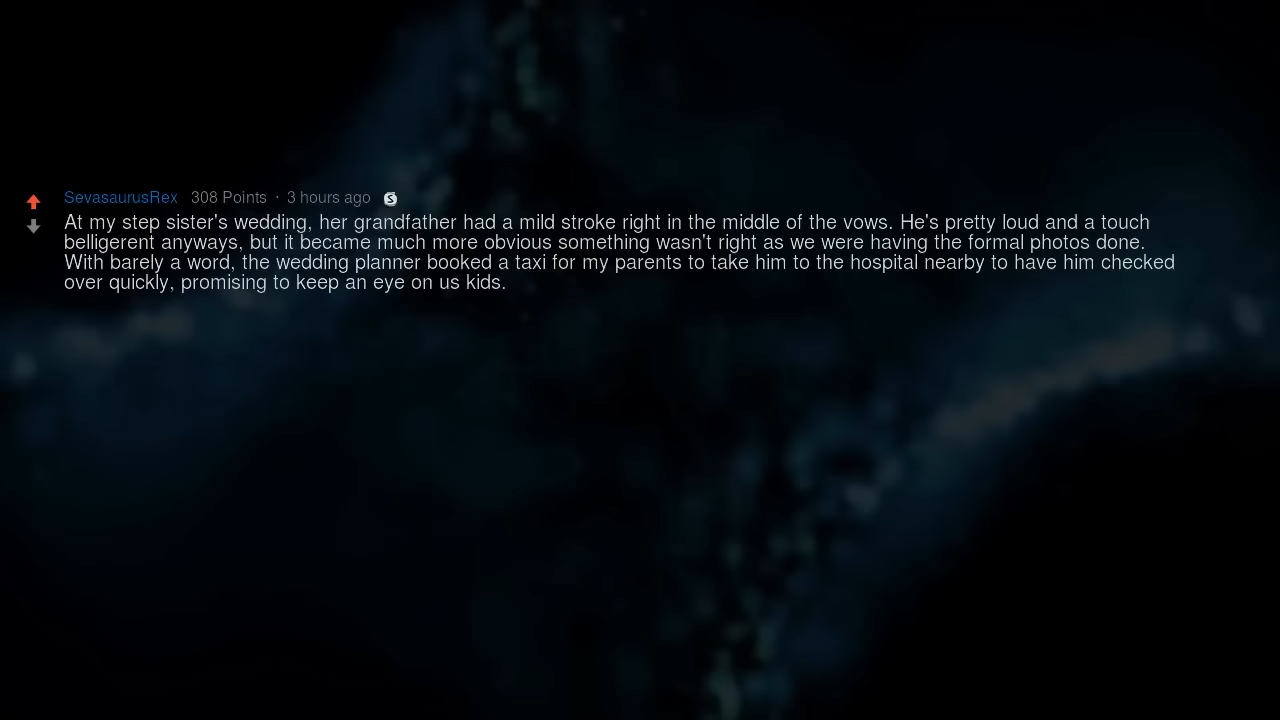 SevasaurusRex 308 Points · 3 hours ago S
At my step sister's wedding, her grandfather had a mild stroke right in the middle of the vows. He's pretty loud and a touch
belligerent anyways, but it became much more obvious something wasn't right as we were having the formal photos done.
With barely a word, the wedding planner booked a taxi for my parents to take him to the hospital nearby to have him checked
over quickly, promising to keep an eye on us kids.